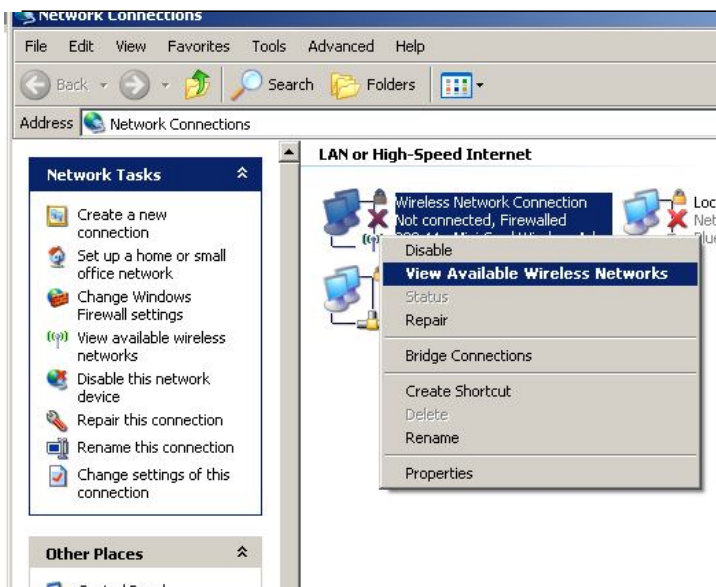 Network Connections
File Edit View Favorites Tools Advanced Help
Back Search Folders
Address Network Connections
Network Tasks
Create a new
connection
Set up a home or small
office network
Change Windows
Firewall settings
View available wireless
networks
Disable this network
device
Repair this connection
Rename this connection
Change settings of this
connection
Other Places
LAN or High-Speed Internet
Wireless Network Connection
Not connected, Firewalled
Loc
Net
Disable
View Available Wireless Networks
Status
Repair
Bridge Connections
Create Shortcut
Delete
Rename
Properties